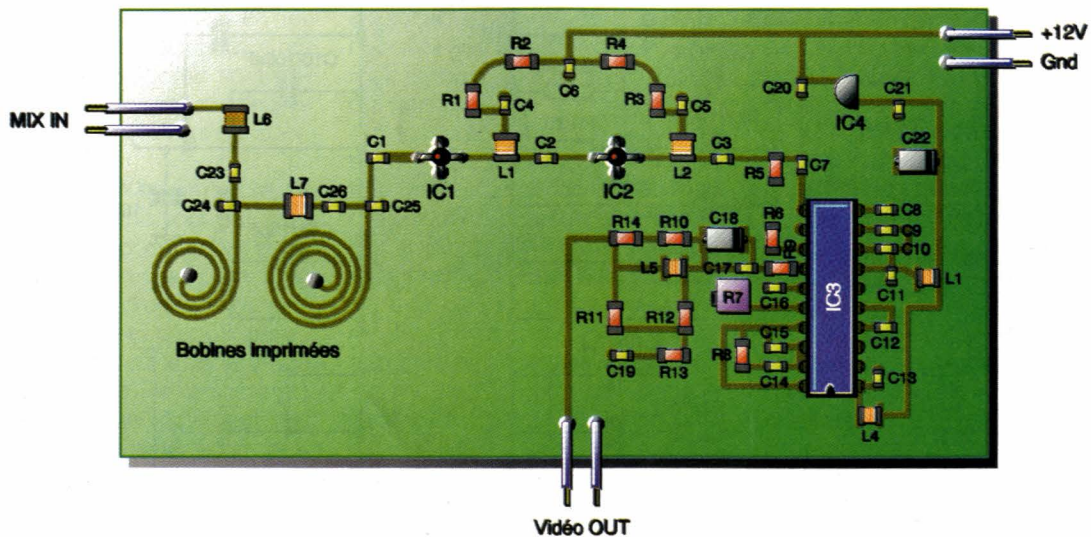 +12V
Gnd
MIX IN
R2
R4
C6
R1
C4
R3
C5
C20
IC4
C21
C22
L6
C1
IC1
L1
C2
IC2
L2
C3
R5
C7
C23
C24
L7
C26
C25
R14
R10
C18
R6
C8
C9
C10
L5
C17
R9
C11
L1
R11
R12
R7
C16
IC3
C12
C19
R13
R8
C15
C14
C13
L4
Bobines Imprimées
Vidéo OUT